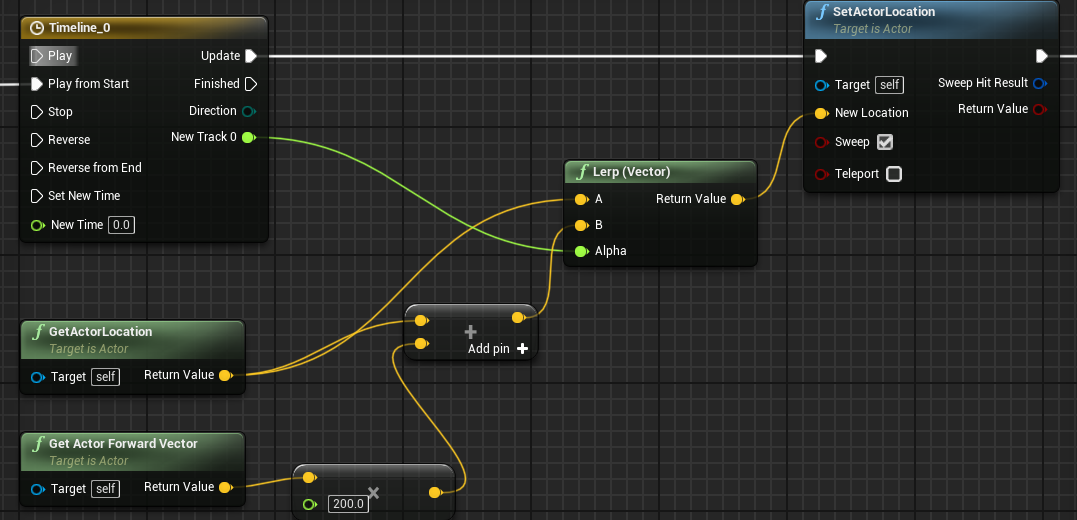 Timeline_0
Play
Update
Play from Start
Finished
Stop
Direction
Reverse
New Track 0
Reverse from End
Set New Time
New Time 0.0
SetActorLocation
Target is Actor
Target self
Sweep Hit Result
New Location
Return Value
Sweep
Teleport
Lerp (Vector)
A
Return Value
B
Alpha
GetActorLocation
Target is Actor
Target self
Return Value
Add pin
Get Actor Forward Vector
Target is Actor
Target self
Return Value
200.0